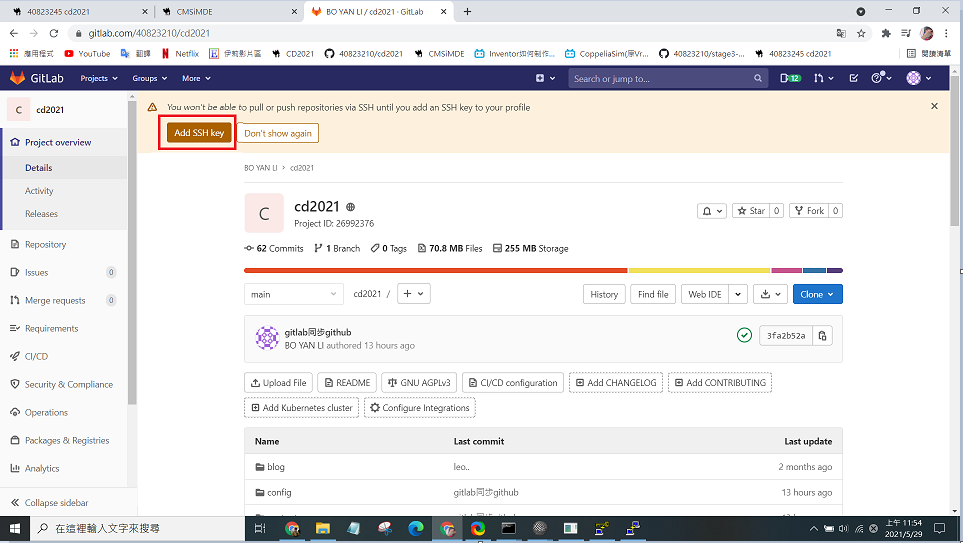 40823245 cd2021
CMSiMDE
BO YAN LI / cd2021 · GitLab
gitlab.com/40823210/cd2021
應用程式
YouTube
翻譯
Netflix
伊莉影片區
CD2021
40823210/cd2021
CMSiMDE
Inventor如何制作...
CoppeliaSim(原Vr...
40823210/stage3-...
40823245 cd2021
閱讀清單
GitLab
Projects
Groups
More
Search or jump to...
12
C
cd2021
Project overview
Details
Activity
Releases
Repository
Issues 0
Merge requests 0
Requirements
CI/CD
Security & Compliance
Operations
Packages & Registries
Analytics
Collapse sidebar
You won't be able to pull or push repositories via SSH until you add an SSH key to your profile
Add SSH key
Don't show again
BO YAN LI > cd2021
C
cd2021
Project ID: 26992376
Star 0
Fork 0
62 Commits
1 Branch
0 Tags
70.8 MB Files
255 MB Storage
main
cd2021 /
History
Find file
Web IDE
Clone
gitlab同步github
BO YAN LI authored 13 hours ago
3fa2b52a
Upload File
README
GNU AGPLv3
CI/CD configuration
Add CHANGELOG
Add CONTRIBUTING
Add Kubernetes cluster
Configure Integrations
Name Last commit Last update
blog leo.. 2 months ago
config gitlab同步github 13 hours ago
在這裡輸入文字來搜尋
上午 11:54
2021/5/29